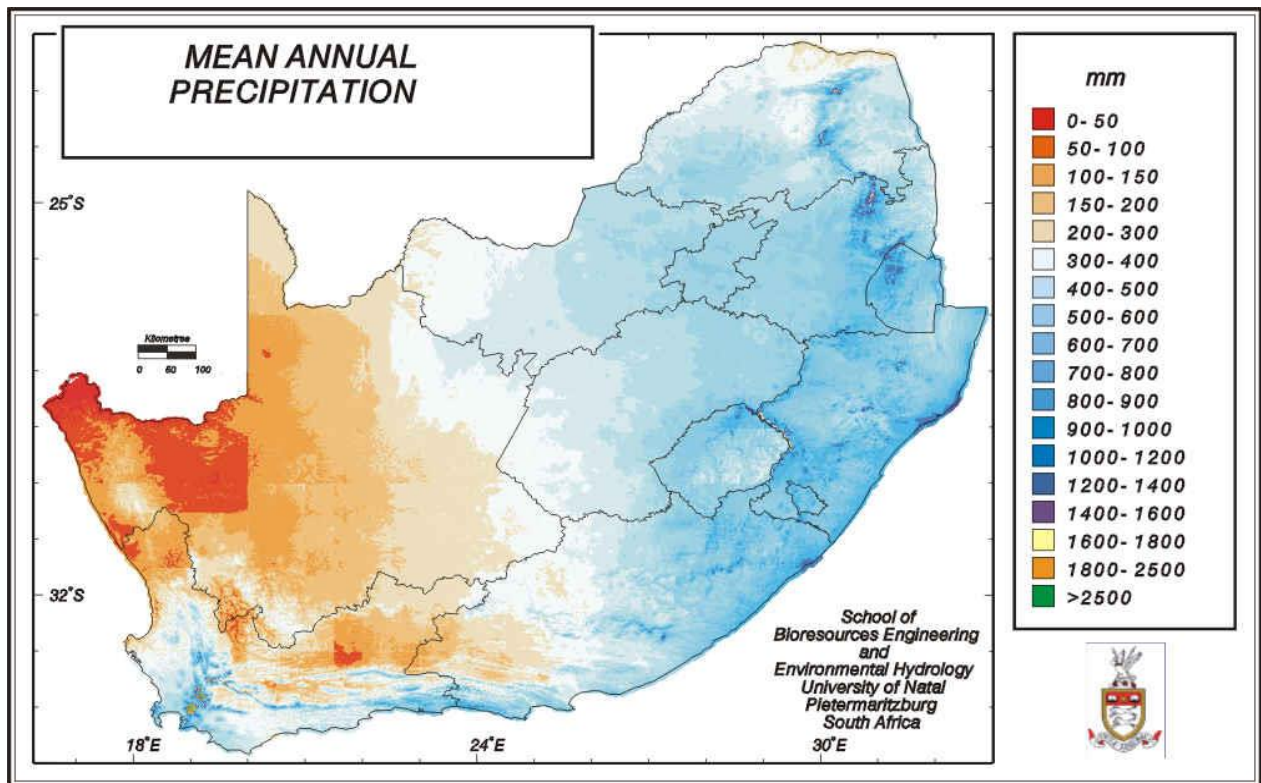 MEAN ANNUAL
PRECIPITATION
25°S
Kilometres
0 50 100
32°S
18°E
24°E
30°E
School of
Bioresources Engineering
and
Environmental Hydrology
University of Natal
Pietermaritzburg
South Africa
mm
0-50
50-100
100-150
150-200
200-300
300-400
400-500
500-600
600-700
700-800
800-900
900-1000
1000-1200
1200-1400
1400-1600
1600-1800
1800-2500
>2500